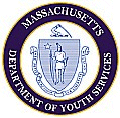 MASSACHUSETTS
DEPARTMENT OF YOUTH SERVICES